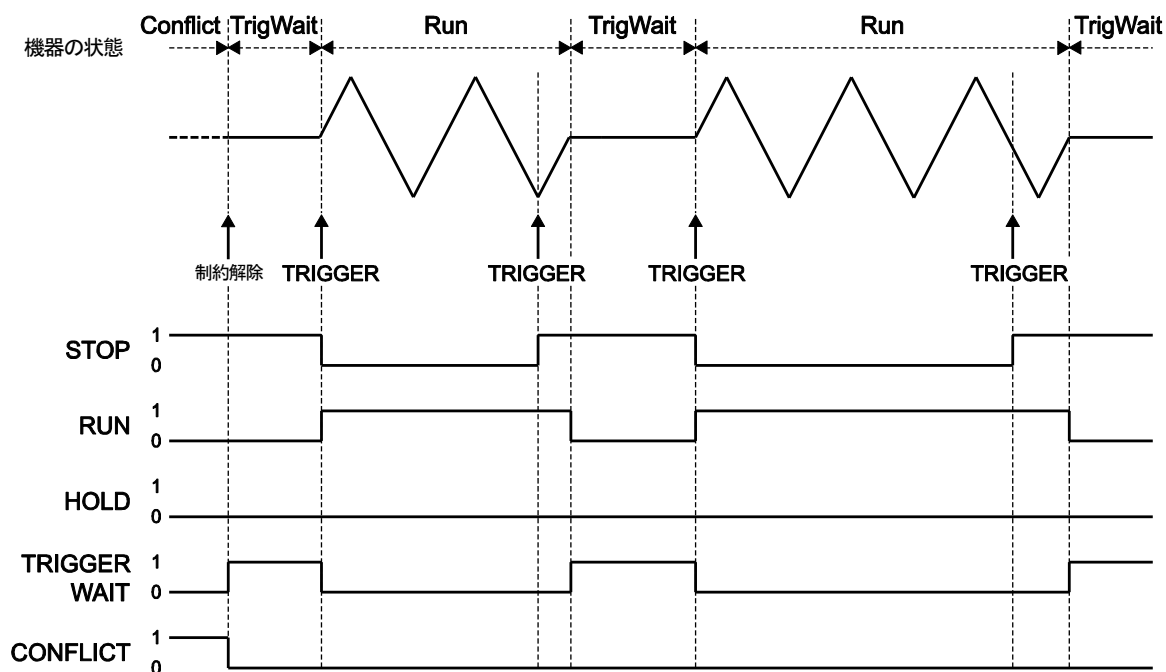 Conflict TrigWait Run TrigWait Run TrigWait
機器の状態
制約解除 TRIGGER TRIGGER TRIGGER TRIGGER
STOP 1
0
RUN 1
0
HOLD 1
0
TRIGGER 1
WAIT 0
CONFLICT 1
0